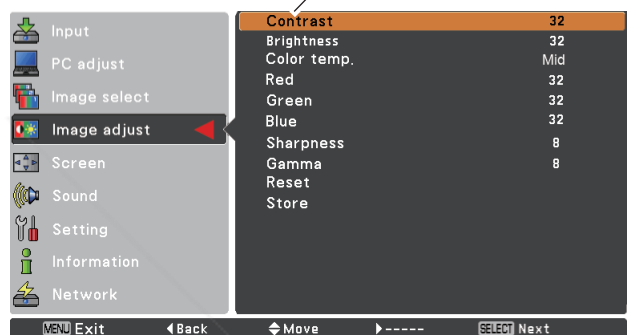 Input
PC adjust
Image select
Image adjust
Screen
Sound
Setting
Information
Network
Contrast 32
Brightness 32
Color temp. Mid
Red 32
Green 32
Blue 32
Sharpness 8
Gamma 8
Reset
Store
MENU Exit ◀Back ◆Move ▶----- SELECT Next